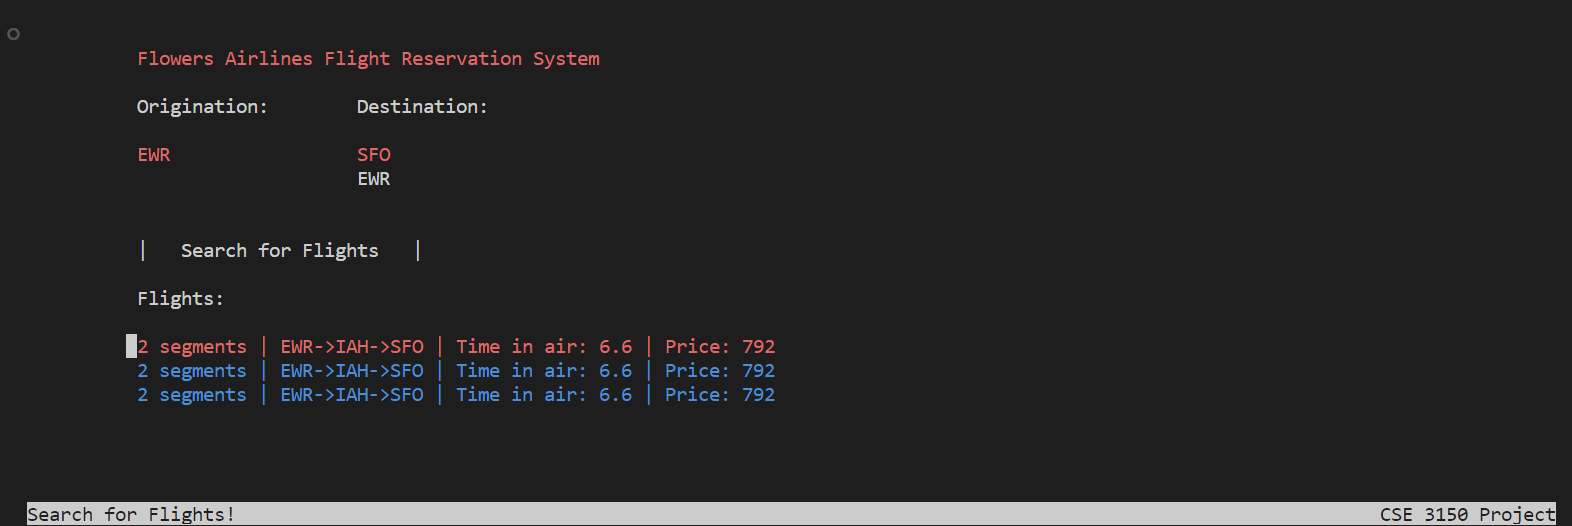 Flowers Airlines Flight Reservation System
Origination: Destination:
EWR SFO
EWR
| Search for Flights |
Flights:
2 segments | EWR->IAH->SFO | Time in air: 6.6 | Price: 792
2 segments | EWR->IAH->SFO | Time in air: 6.6 | Price: 792
2 segments | EWR->IAH->SFO | Time in air: 6.6 | Price: 792
Search for Flights! CSE 3150 Project